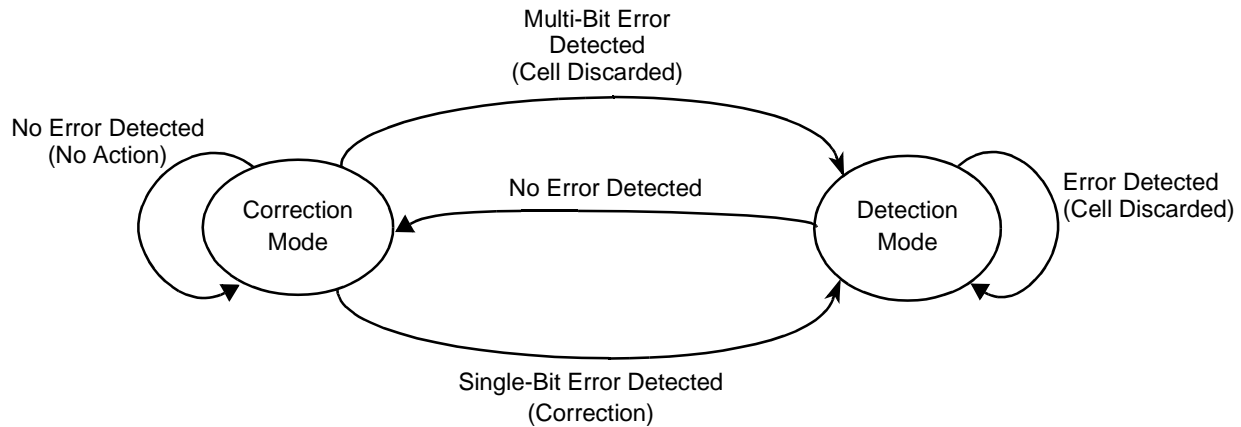 Multi-Bit Error
Detected
(Cell Discarded)
No Error Detected
(No Action)
No Error Detected
Error Detected
(Cell Discarded)
Correction
Mode
Detection
Mode
Single-Bit Error Detected
(Correction)